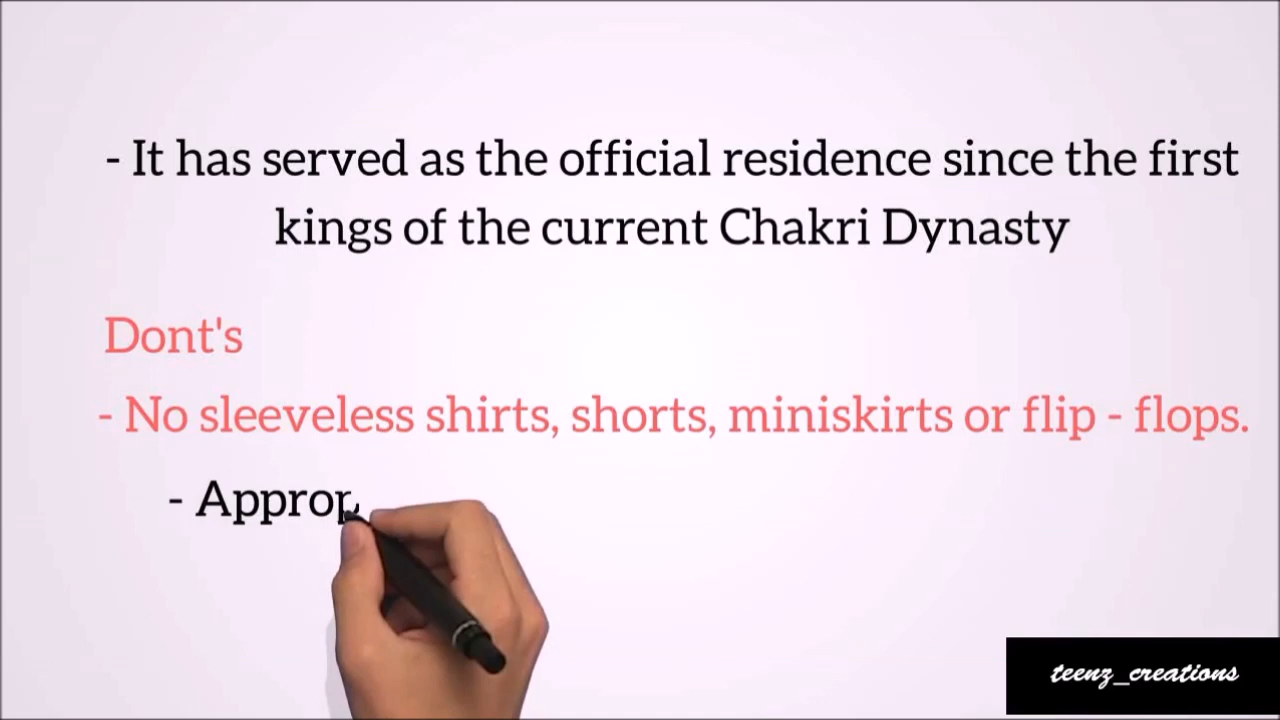 - It has served as the official residence since the first
kings of the current Chakri Dynasty
Dont's
- No sleeveless shirts, shorts, miniskirts or flip - flops.
- Approp
teenz_creations